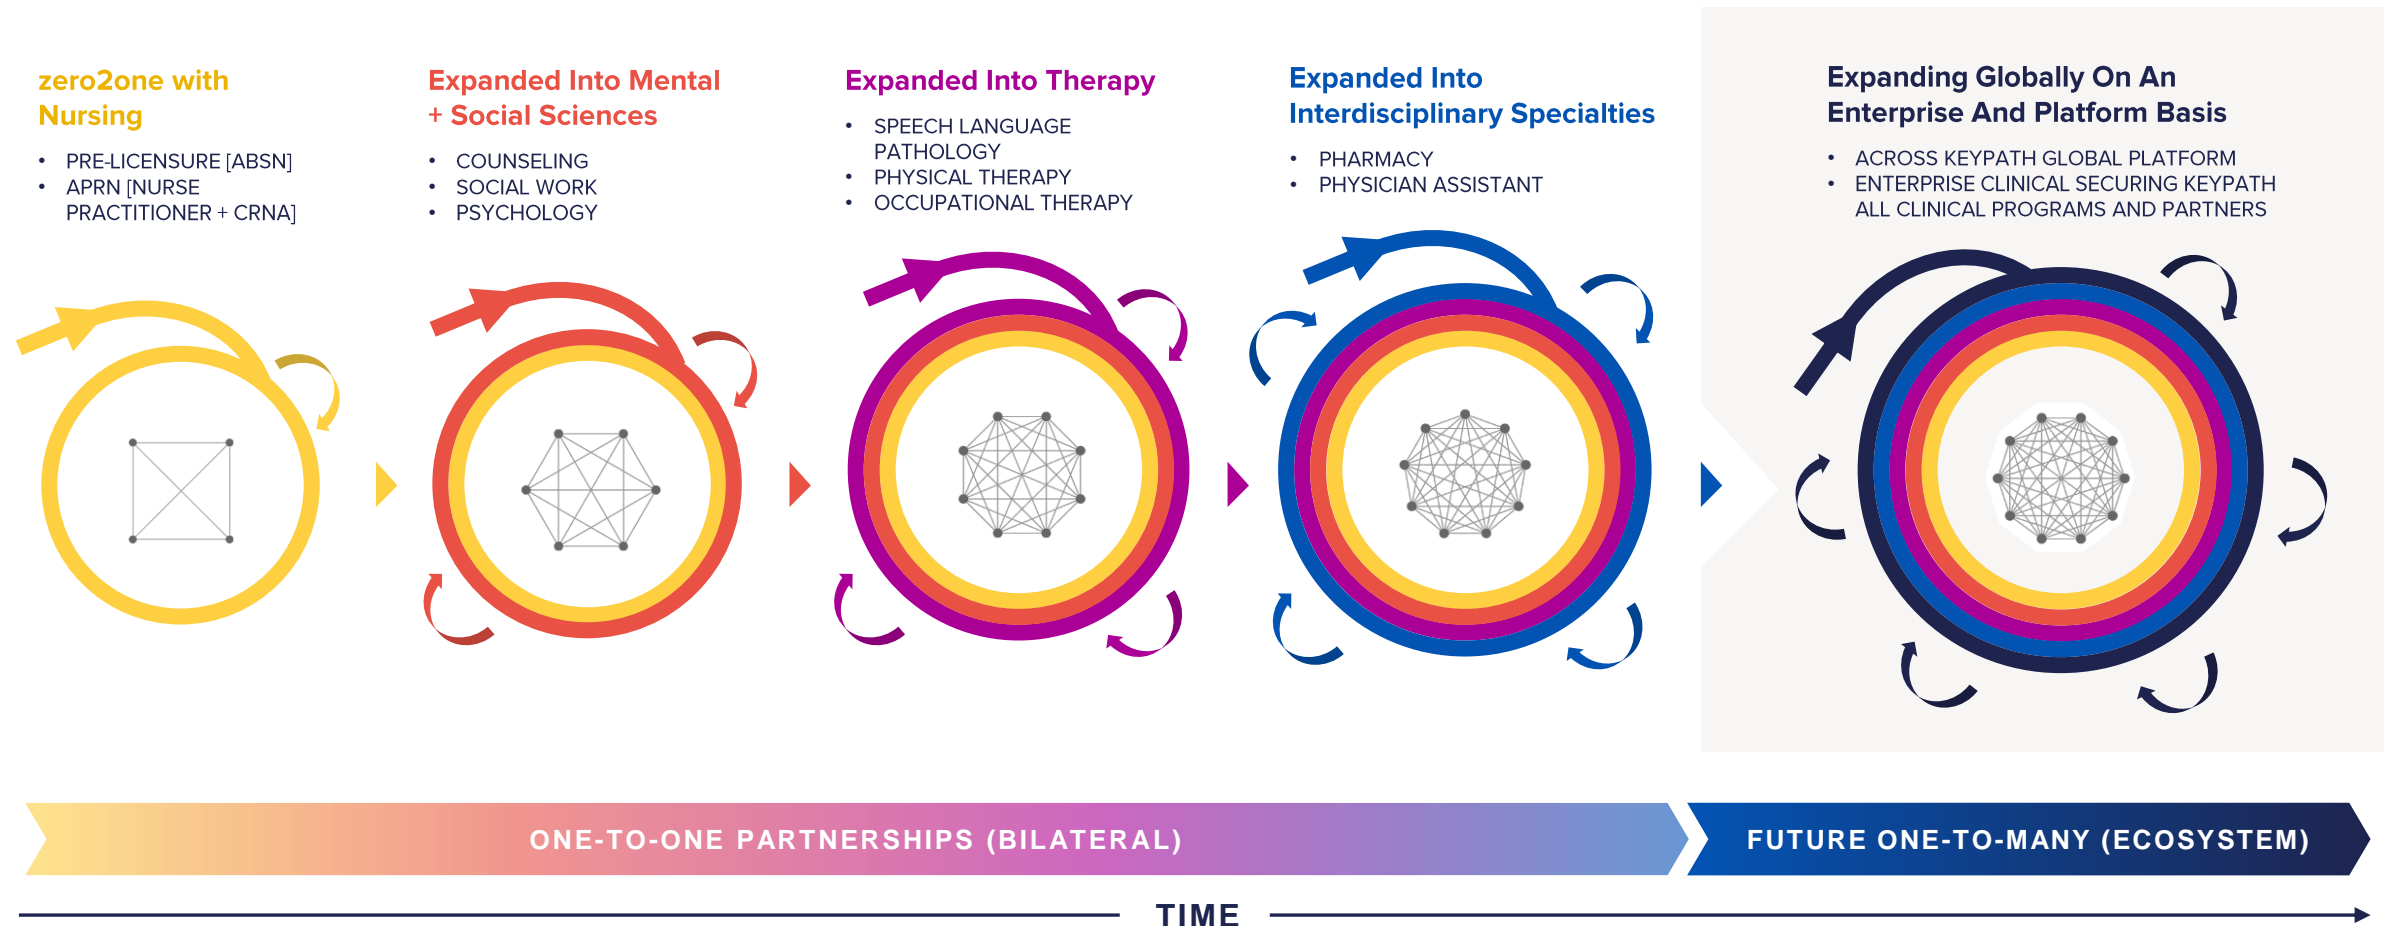 zero2one with
Nursing
• PRE-LICENSURE [ABSN]
• APRN [NURSE
PRACTITIONER + CRNA]
Expanded Into Mental
+ Social Sciences
• COUNSELING
• SOCIAL WORK
• PSYCHOLOGY
Expanded Into Therapy
• SPEECH LANGUAGE
PATHOLOGY
• PHYSICAL THERAPY
• OCCUPATIONAL THERAPY
Expanded Into
Interdisciplinary Specialties
• PHARMACY
• PHYSICIAN ASSISTANT
Expanding Globally On An
Enterprise And Platform Basis
• ACROSS KEYPATH GLOBAL PLATFORM
• ENTERPRISE CLINICAL SECURING KEYPATH
ALL CLINICAL PROGRAMS AND PARTNERS
ONE-TO-ONE PARTNERSHIPS (BILATERAL)
FUTURE ONE-TO-MANY (ECOSYSTEM)
TIME